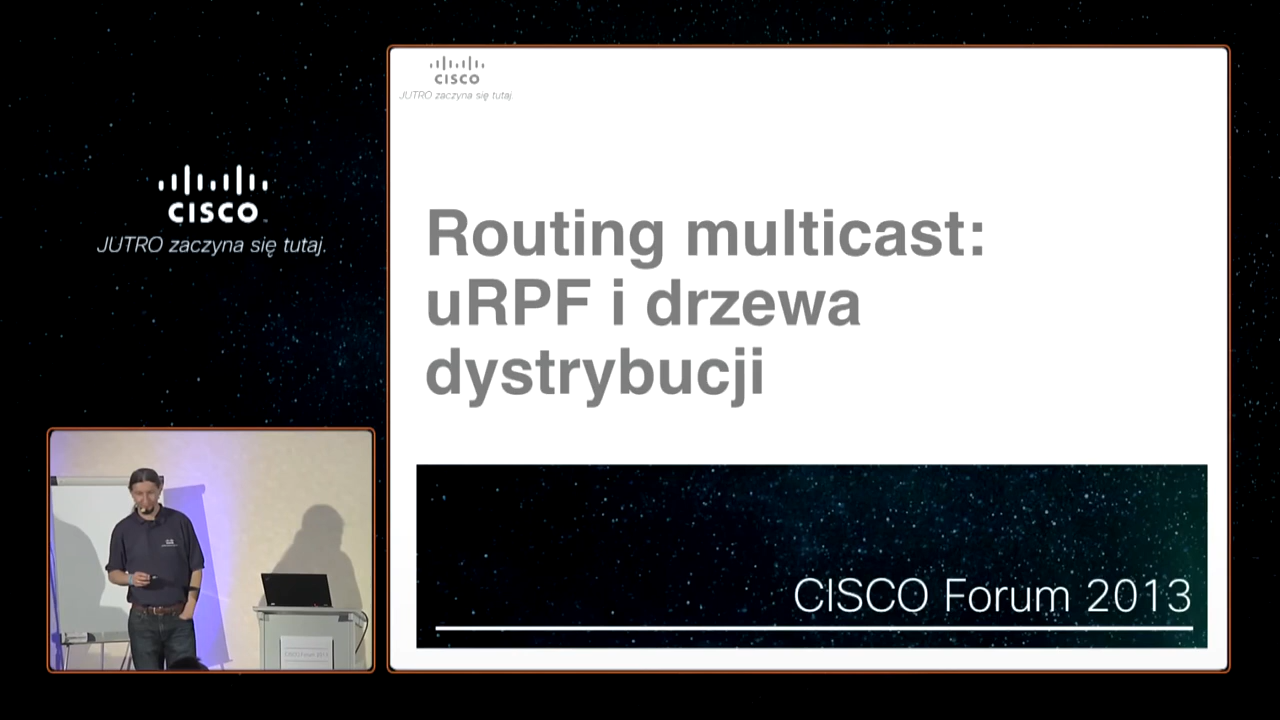 CISCO
JUTRO zaczyna się tutaj.
CISCO
JUTRO zaczyna się tutaj.
Routing multicast:
uRPF i drzewa
dystrybucji
CISCO Forum 2013